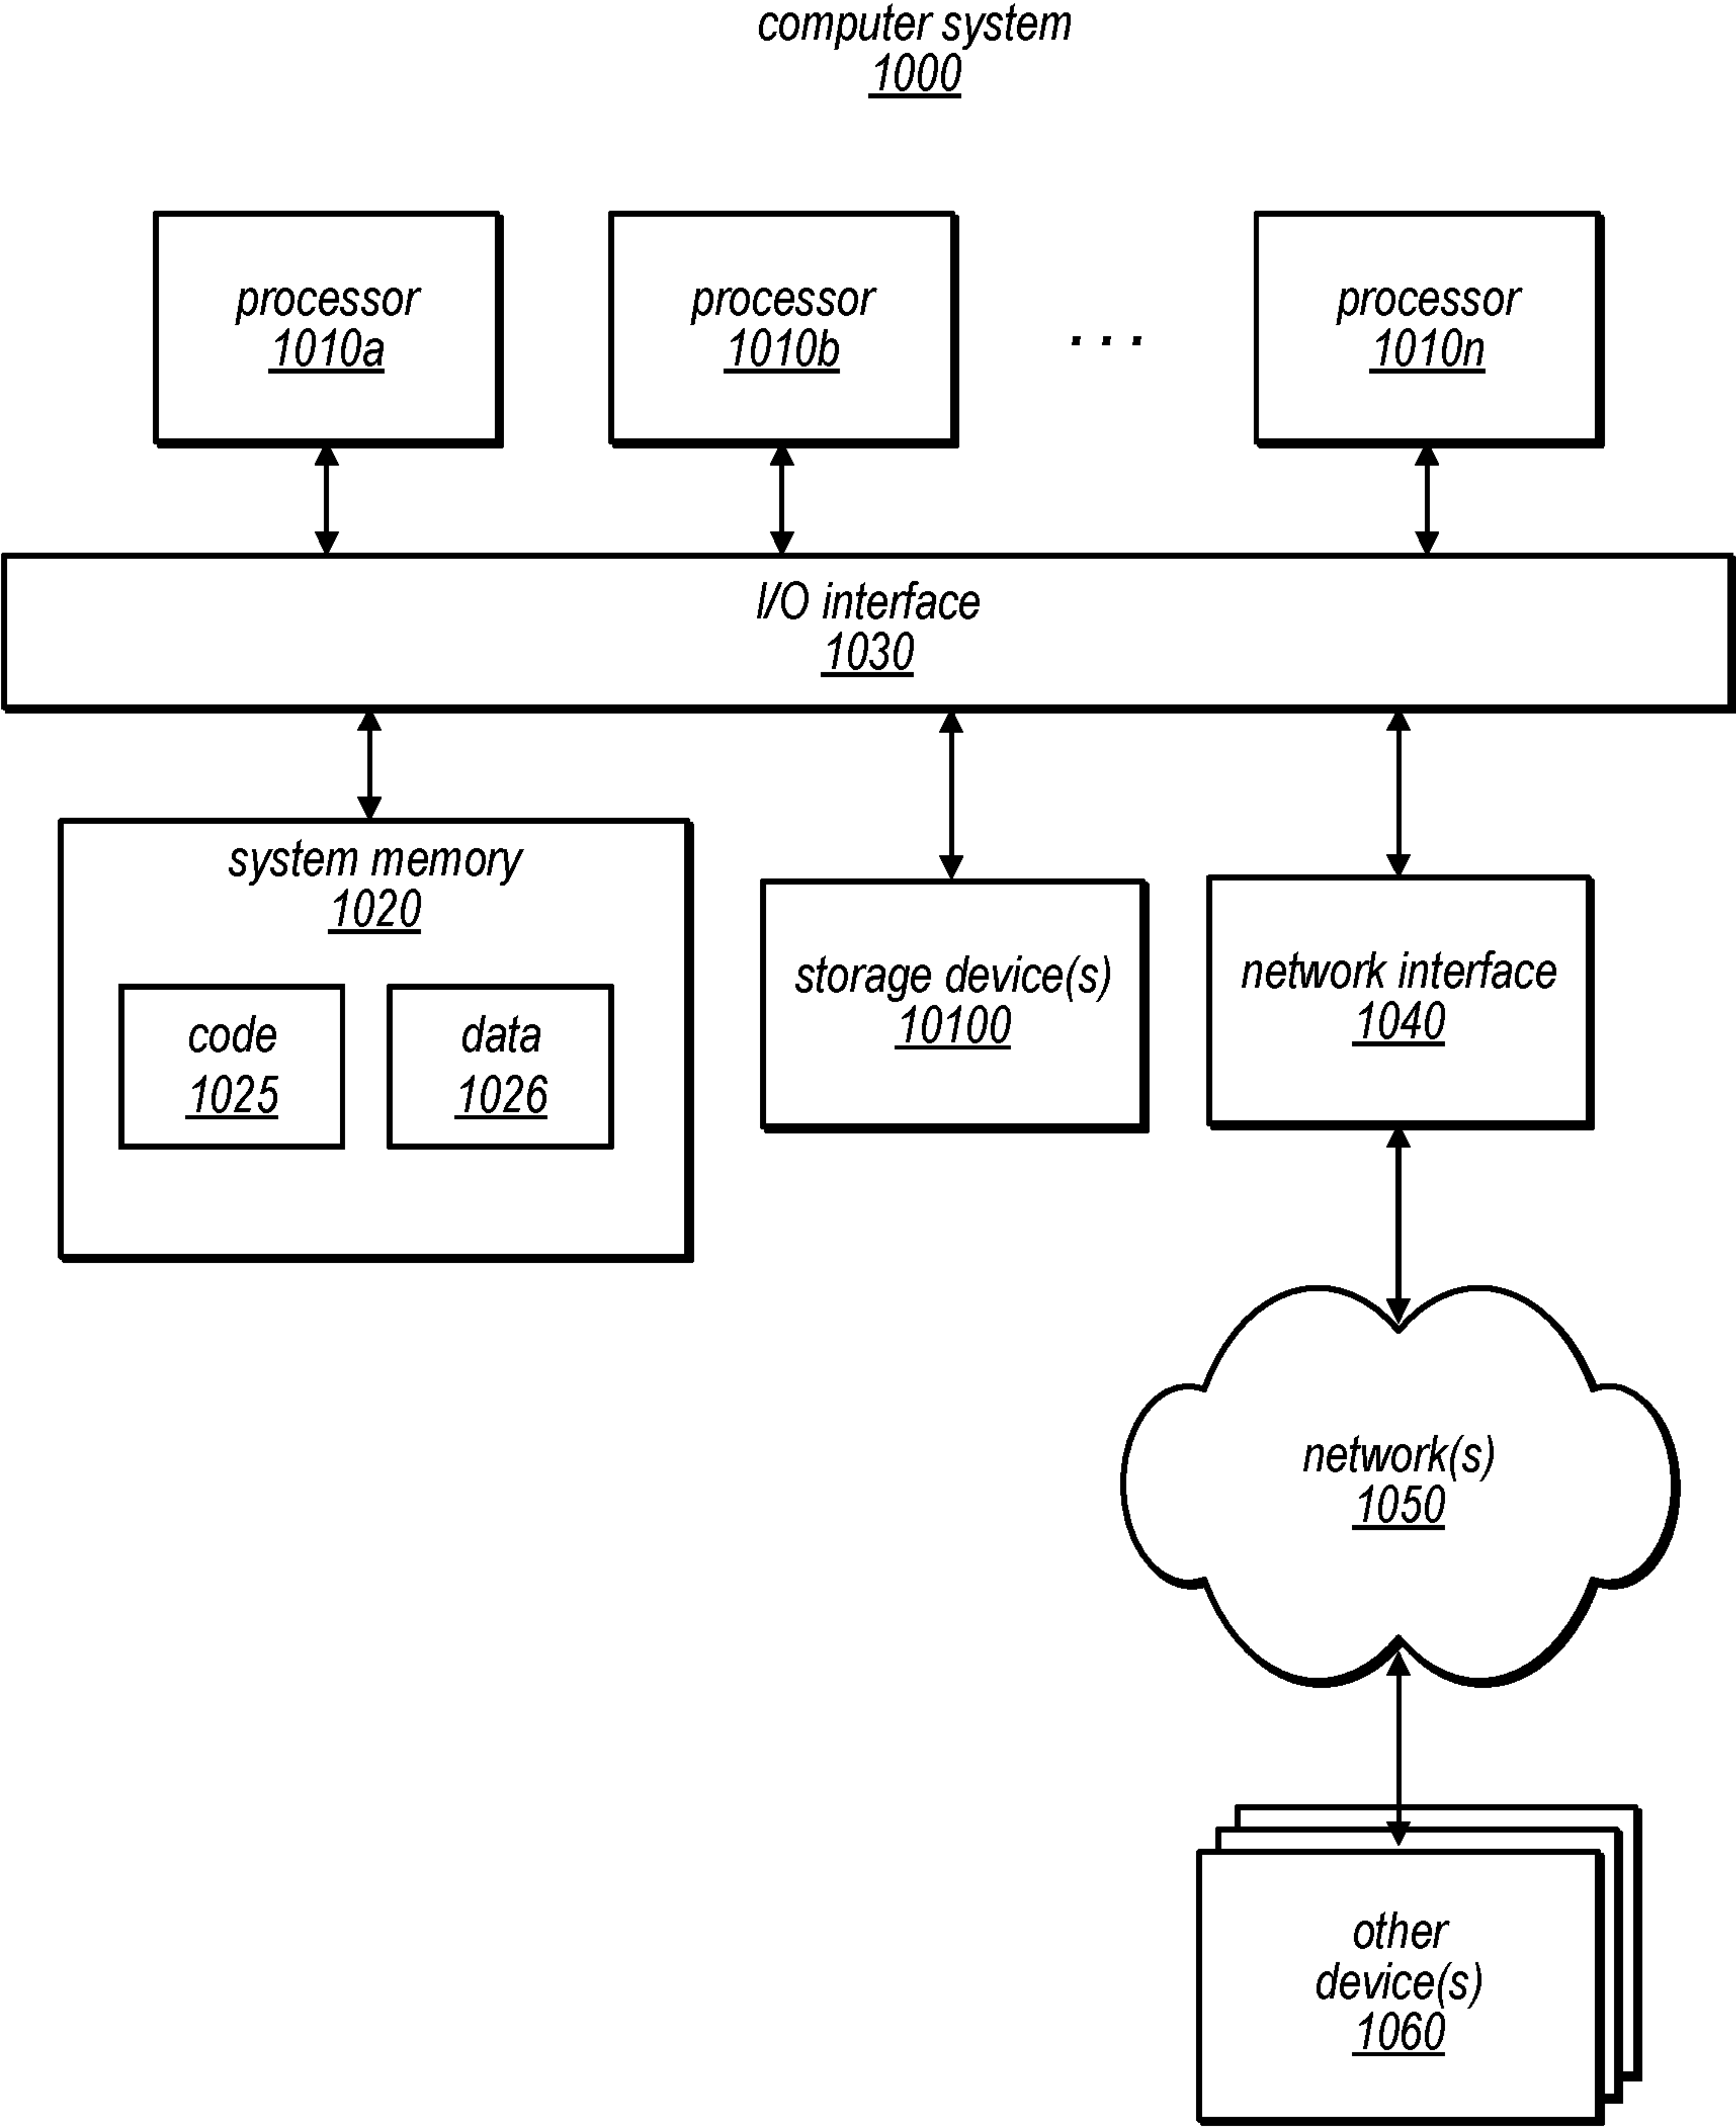 computer system
1000
processor
1010a
processor
1010b
. . .
processor
1010n
I/O interface
1030
system memory
1020
code
1025
data
1026
storage device(s)
10100
network interface
1040
network(s)
1050
other
device(s)
1060